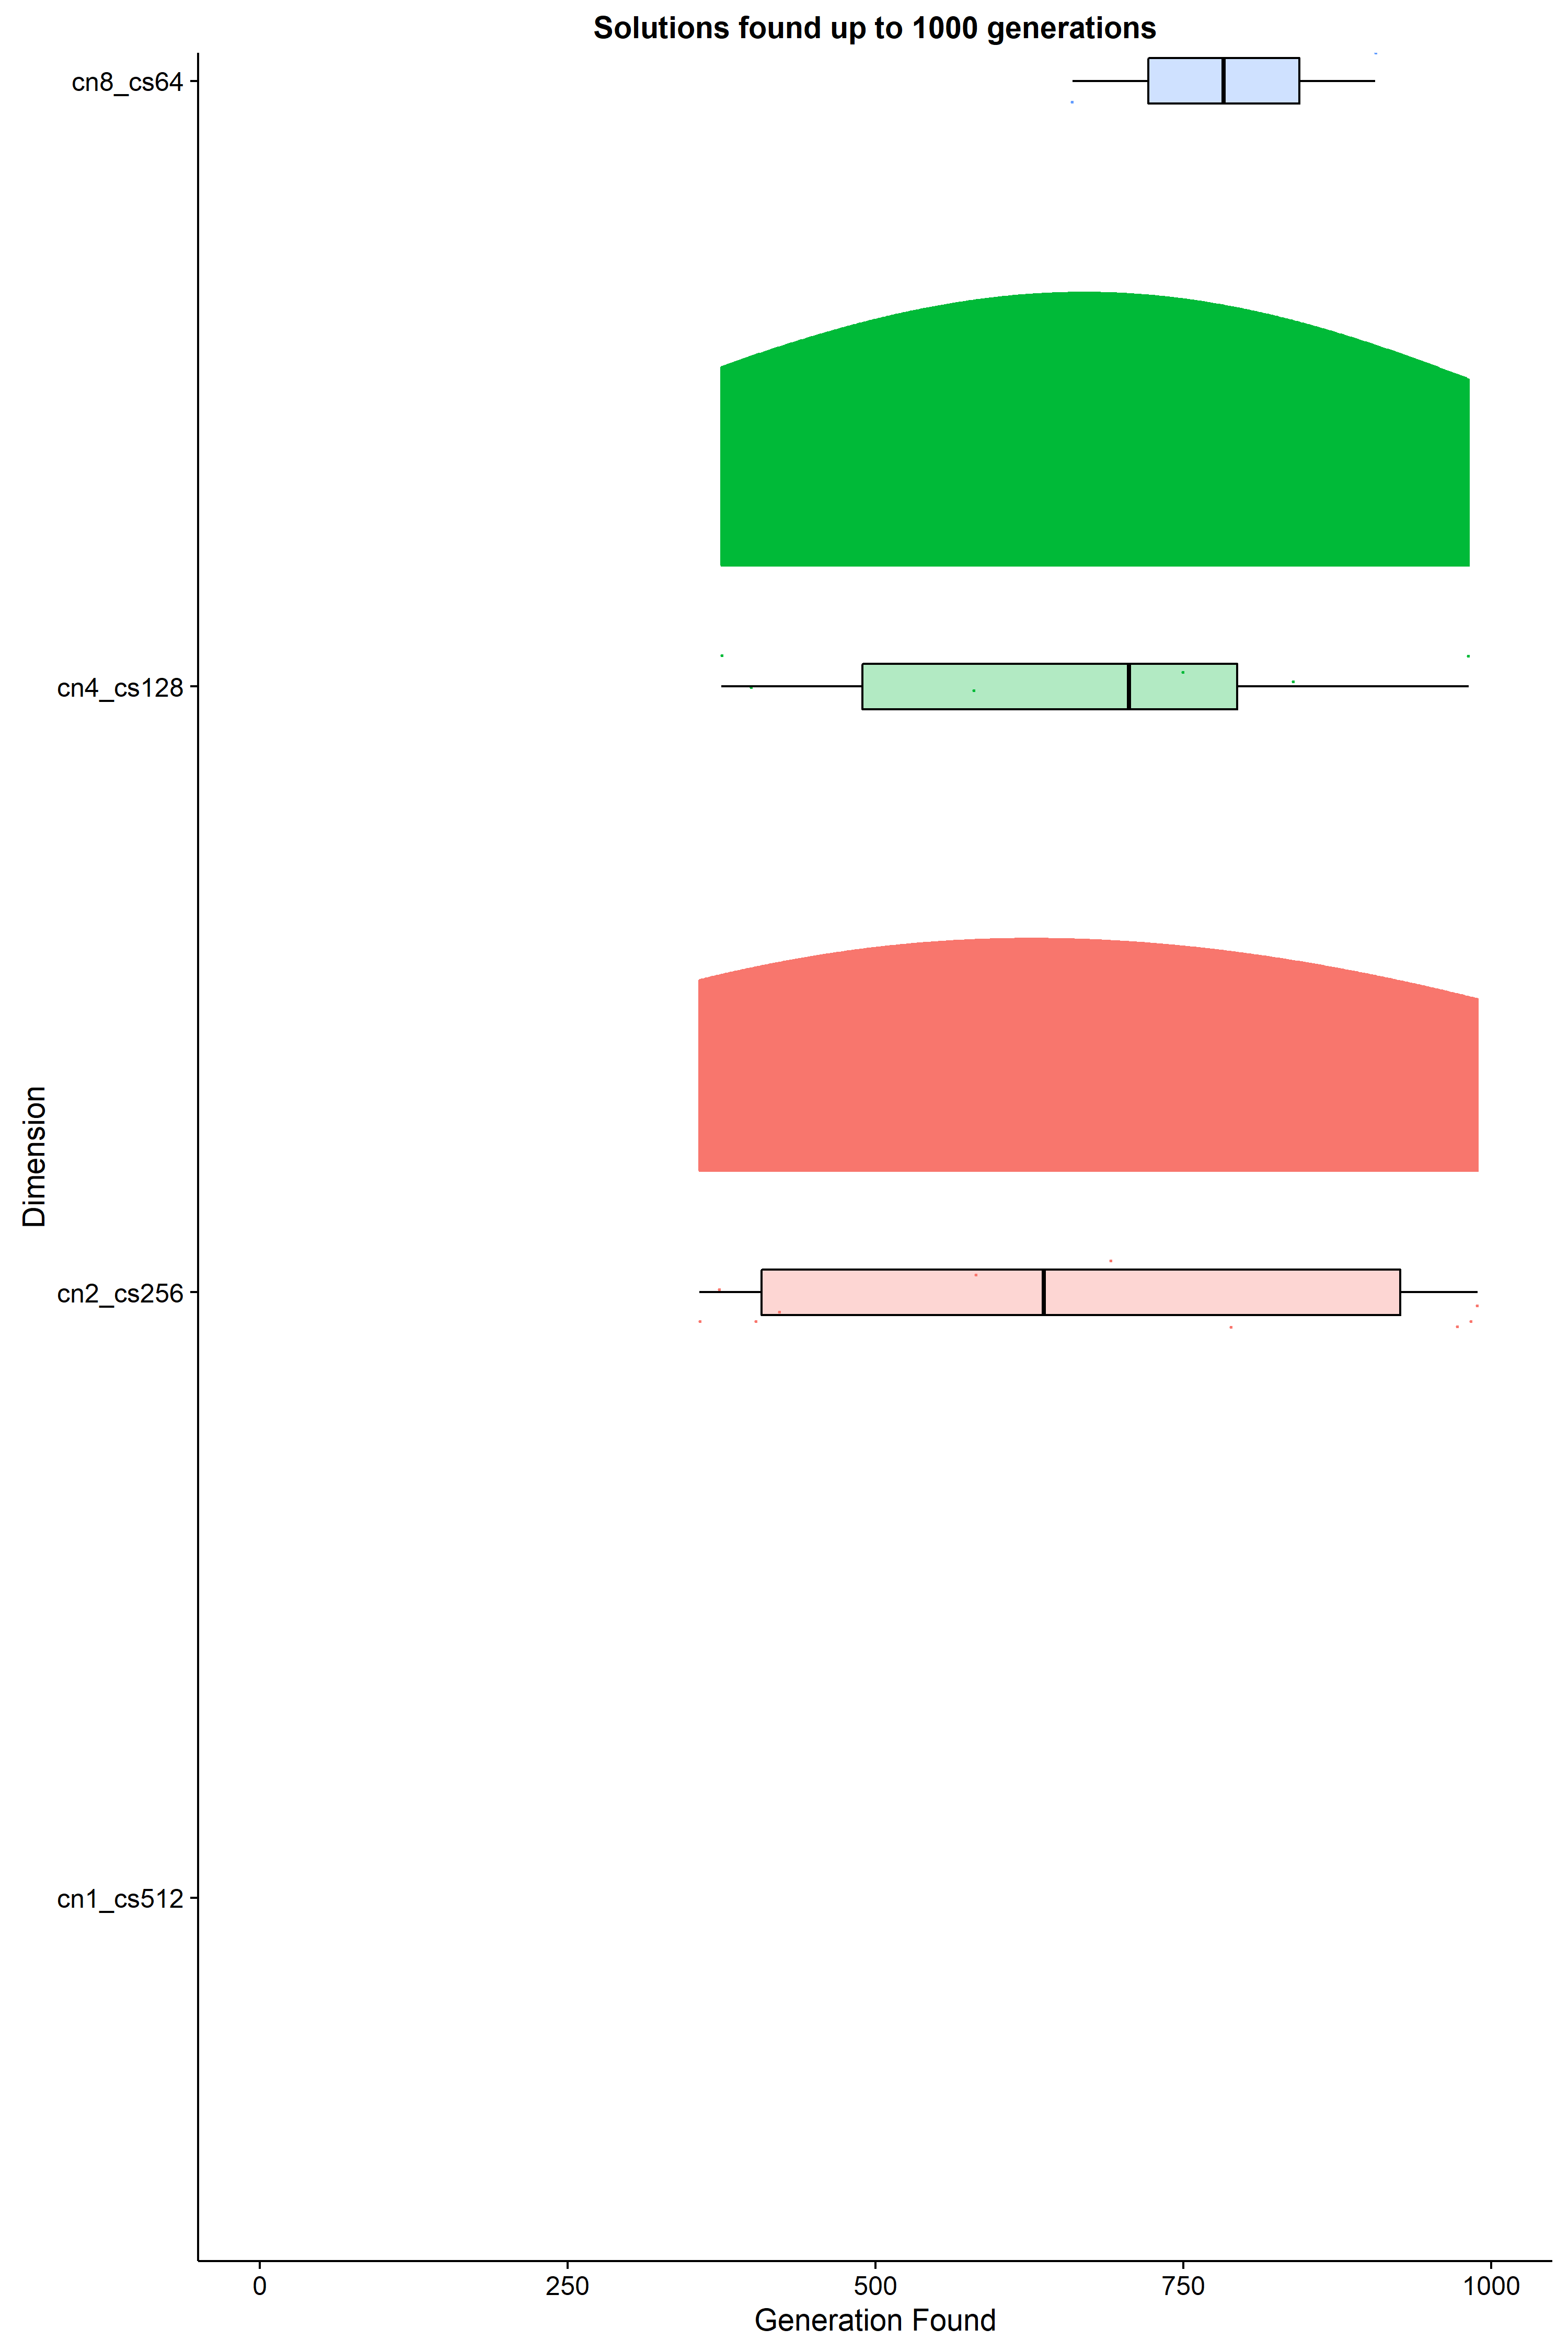 Solutions found up to 1000 generations
cn8_cs64
cn4_cs128
cn2_cs256
cn1_cs512
Dimension
0 250 500 750 1000
Generation Found